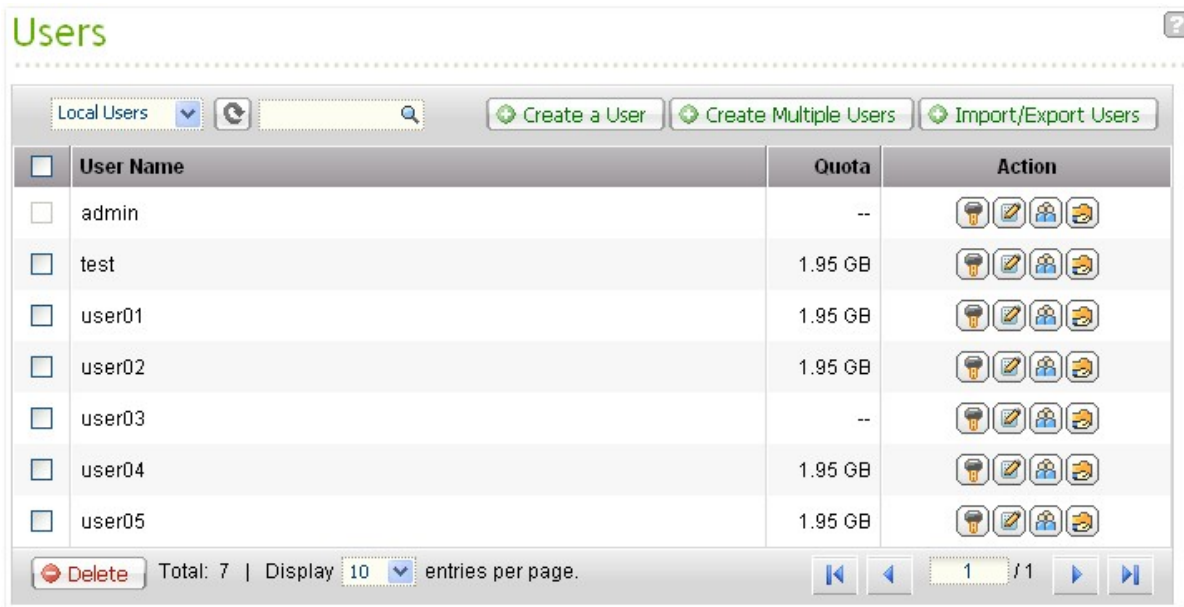 Users
?
Local Users Create a User Create Multiple Users Import/Export Users
User Name Quota Action
admin --
test 1.95 GB
user01 1.95 GB
user02 1.95 GB
user03 --
user04 1.95 GB
user05 1.95 GB
Delete Total: 7 | Display 10 entries per page. 1 / 1